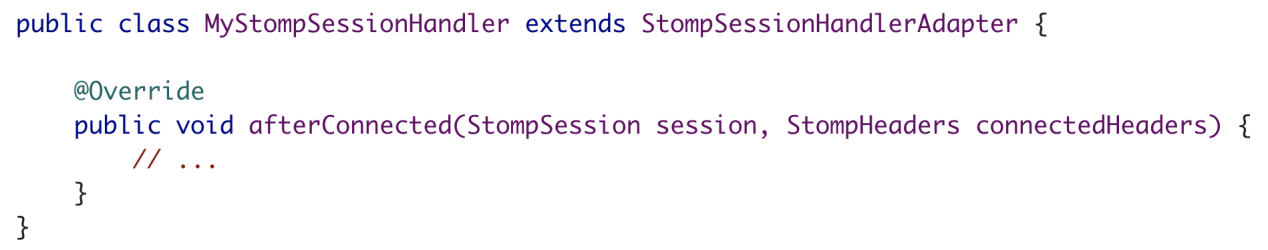 public class MyStompSessionHandler extends StompSessionHandlerAdapter {
@Override
public void afterConnected(StompSession session, StompHeaders connectedHeaders) {
// ...
}
}